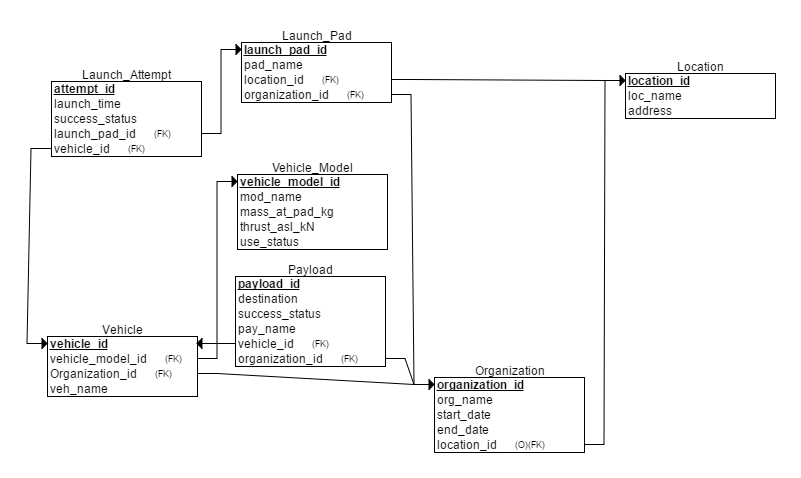 Launch_Pad
launch_pad_id
pad_name
location_id (FK)
organization_id (FK)
Location
location_id
loc_name
address
Launch_Attempt
attempt_id
launch_time
success_status
launch_pad_id (FK)
vehicle_id (FK)
Vehicle_Model
vehicle_model_id
mod_name
mass_at_pad_kg
thrust_asl_kN
use_status
Payload
payload_id
destination
success_status
pay_name
vehicle_id (FK)
organization_id (FK)
Vehicle
vehicle_id
vehicle_model_id (FK)
Organization_id (FK)
veh_name
Organization
organization_id
org_name
start_date
end_date
location_id (O)(FK)